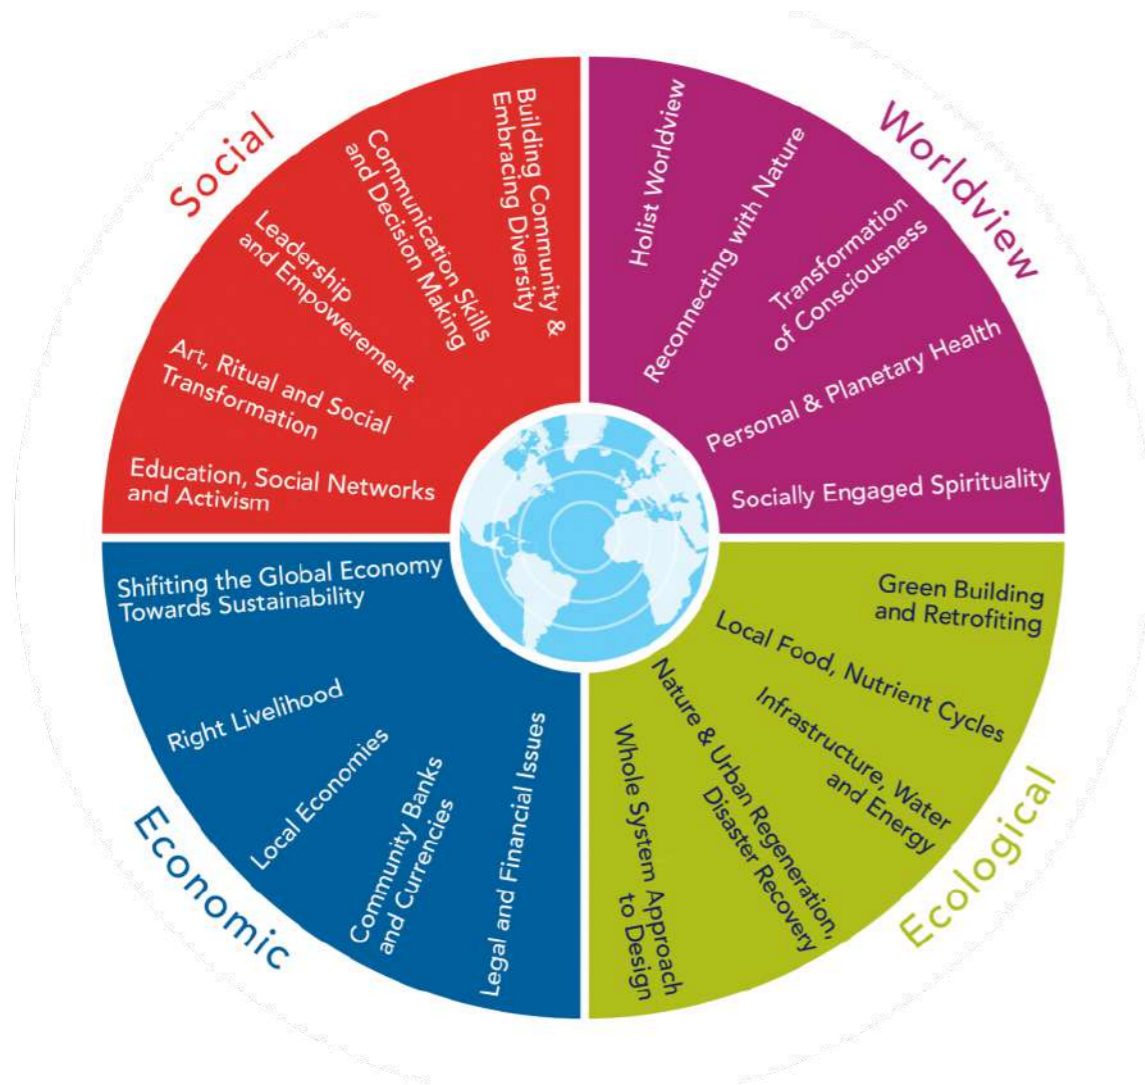 Social
Building Community &
Embracing Diversity
Communication Skills
and Decision Making
Leadership
and Empowerement
Art, Ritual and Social
Transformation
Education, Social Networks
and Activism
Worldview
Holist Worldview
Reconnecting with Nature
Transformation
of Consciousness
Personal & Planetary Health
Socially Engaged Spirituality
Economic
Shifiting the Global Economy
Towards Sustainability
Right Livelihood
Local Economies
Community Banks
and Currencies
Legal and Financial Issues
Ecological
Green Building
and Retrofiting
Local Food, Nutrient Cycles
Infrastructure, Water
and Energy
Nature & Urban Regeneration,
Disaster Recovery
Whole System Approach
to Design